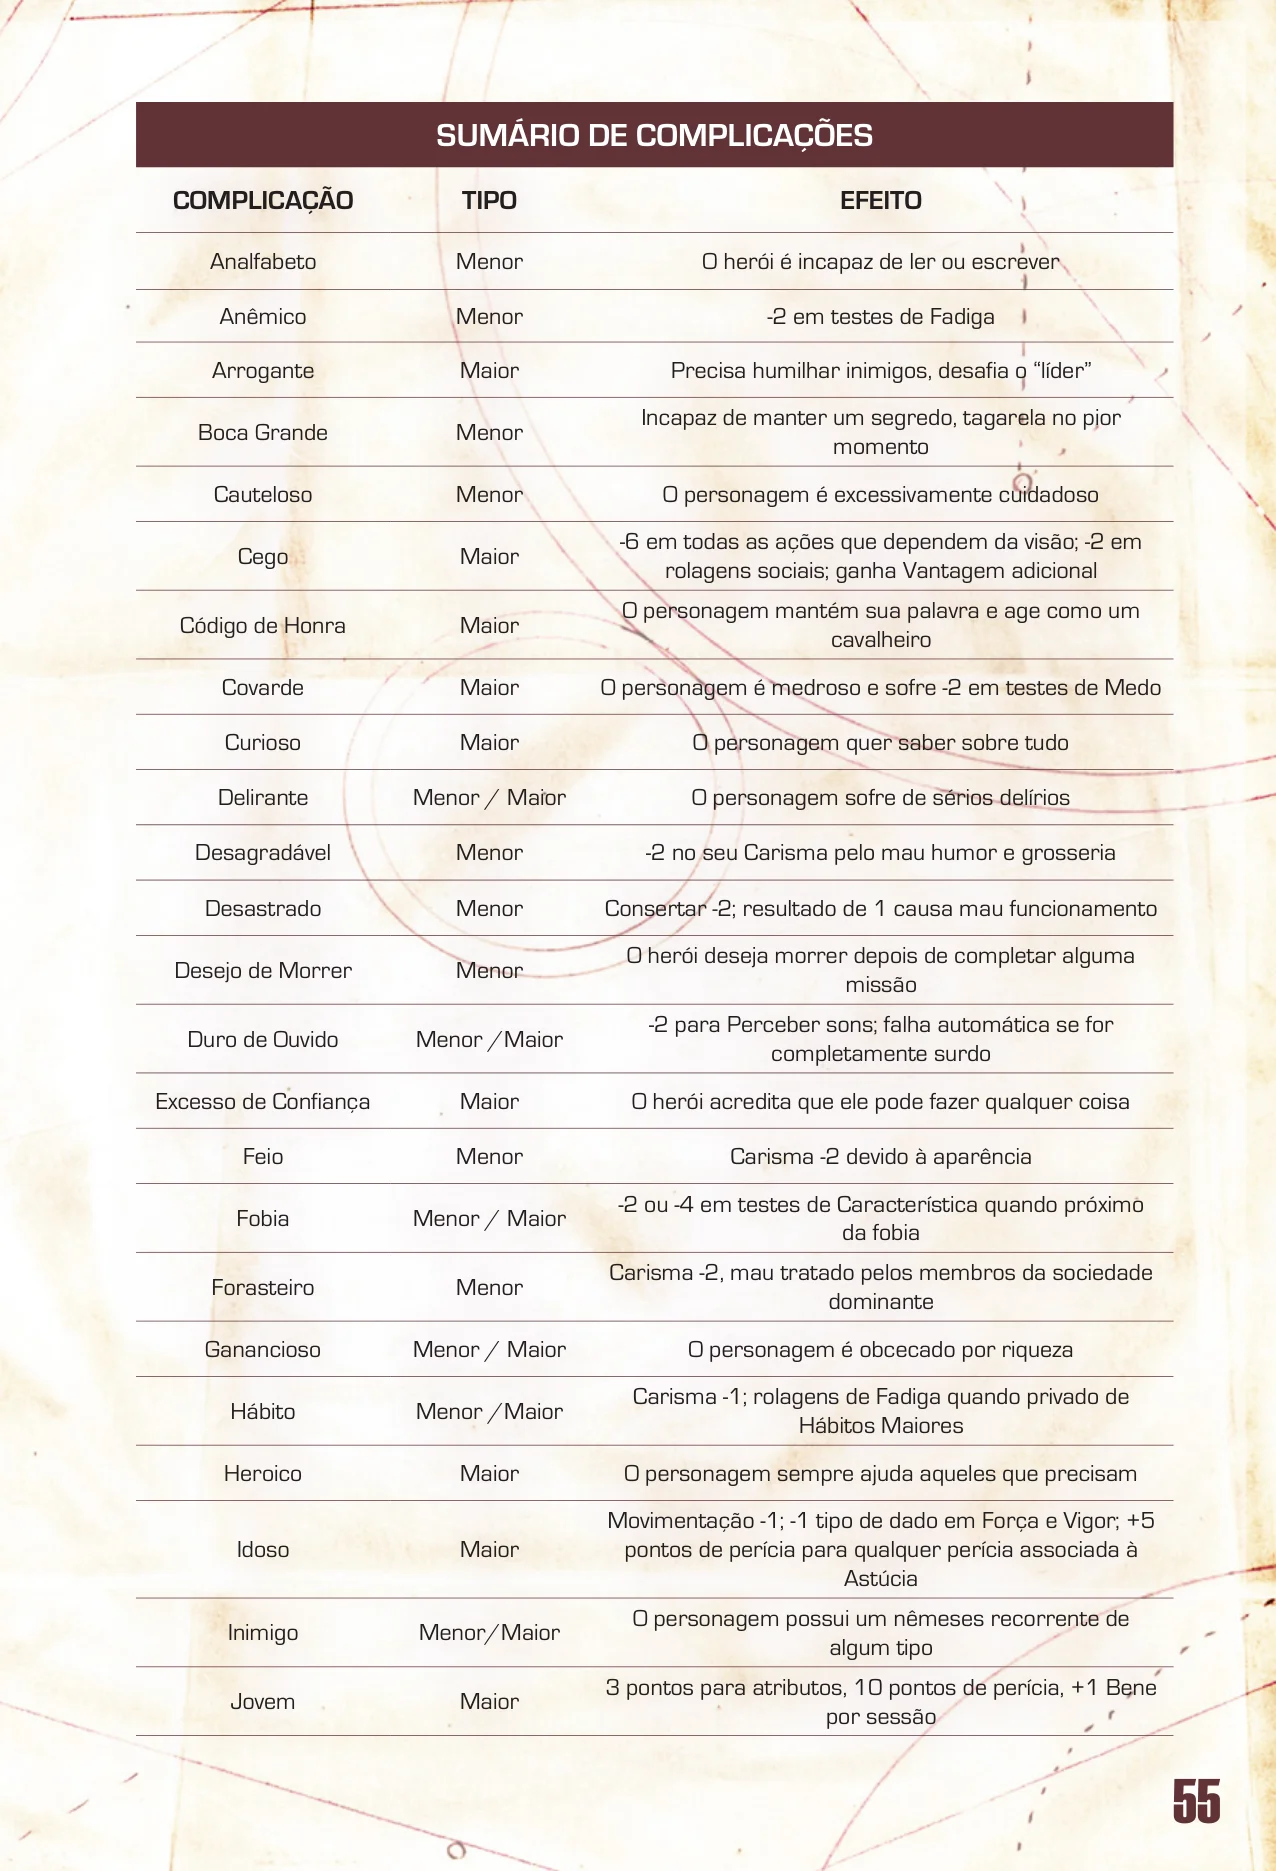 SUMÁRIO DE COMPLICAÇÕES
COMPLICAÇÃO TIPO EFEITO
Analfabeto Menor O herói é incapaz de ler ou escrever
Anêmico Menor -2 em testes de Fadiga
Arrogante Maior Precisa humilhar inimigos, desafia o “líder”
Boca Grande Menor Incapaz de manter um segredo, tagarela no pior
momento
Cauteloso Menor O personagem é excessivamente cuidadoso
Cego Maior -6 em todas as ações que dependem da visão; -2 em
rolagens sociais; ganha Vantagem adicional
Código de Honra Maior O personagem mantém sua palavra e age como um
cavalheiro
Covarde Maior O personagem é medroso e sofre -2 em testes de Medo
Curioso Maior O personagem quer saber sobre tudo
Delirante Menor / Maior O personagem sofre de sérios delírios
Desagradável Menor -2 no seu Carisma pelo mau humor e grosseria
Desastrado Menor Consertar -2; resultado de 1 causa mau funcionamento
Desejo de Morrer Menor O herói deseja morrer depois de completar alguma
missão
Duro de Ouvido Menor /Maior -2 para Perceber sons; falha automática se for
completamente surdo
Excesso de Confiança Maior O herói acredita que ele pode fazer qualquer coisa
Feio Menor Carisma -2 devido à aparência
Fobia Menor / Maior -2 ou -4 em testes de Característica quando próximo
da fobia
Forasteiro Menor Carisma -2, mau tratado pelos membros da sociedade
dominante
Ganancioso Menor / Maior O personagem é obcecado por riqueza
Hábito Menor /Maior Carisma -1; rolagens de Fadiga quando privado de
Hábitos Maiores
Heroico Maior O personagem sempre ajuda aqueles que precisam
Idoso Maior Movimentação -1; -1 tipo de dado em Força e Vigor; +5
pontos de perícia para qualquer perícia associada à
Astúcia
Inimigo Menor/Maior O personagem possui um nêmeses recorrente de
algum tipo
Jovem Maior 3 pontos para atributos, 10 pontos de perícia, +1 Bene
por sessão
55